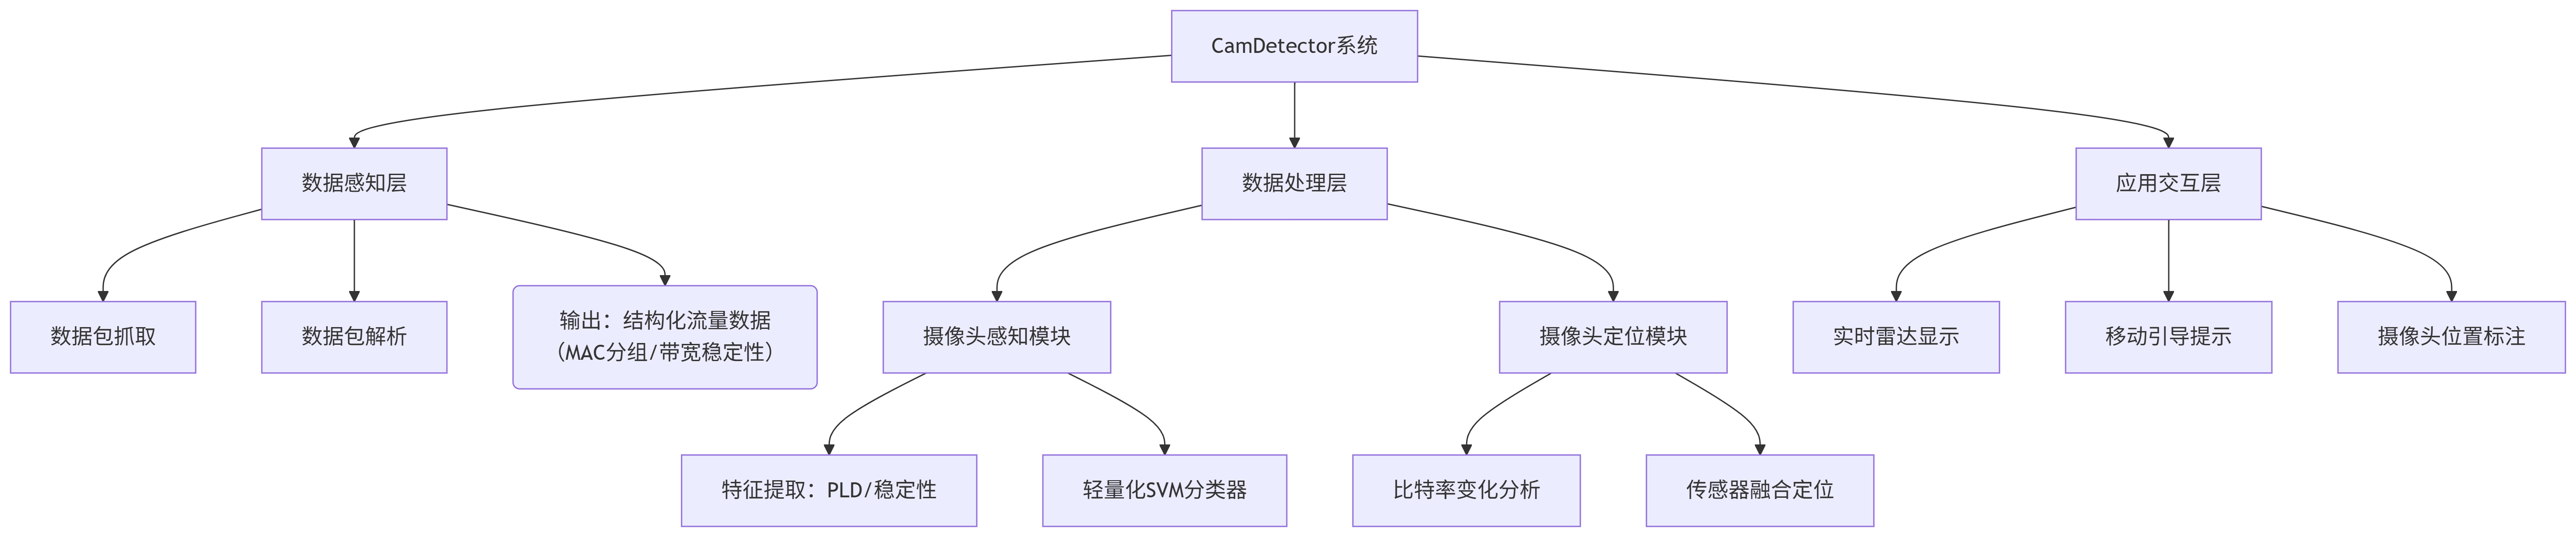 CamDetector系统
数据感知层
数据处理层
应用交互层
数据包抓取
数据包解析
输出：结构化流量数据
（MAC分组/带宽稳定性）
摄像头感知模块
摄像头定位模块
实时雷达显示
移动引导提示
摄像头位置标注
特征提取：PLD/稳定性
轻量化SVM分类器
比特率变化分析
传感器融合定位